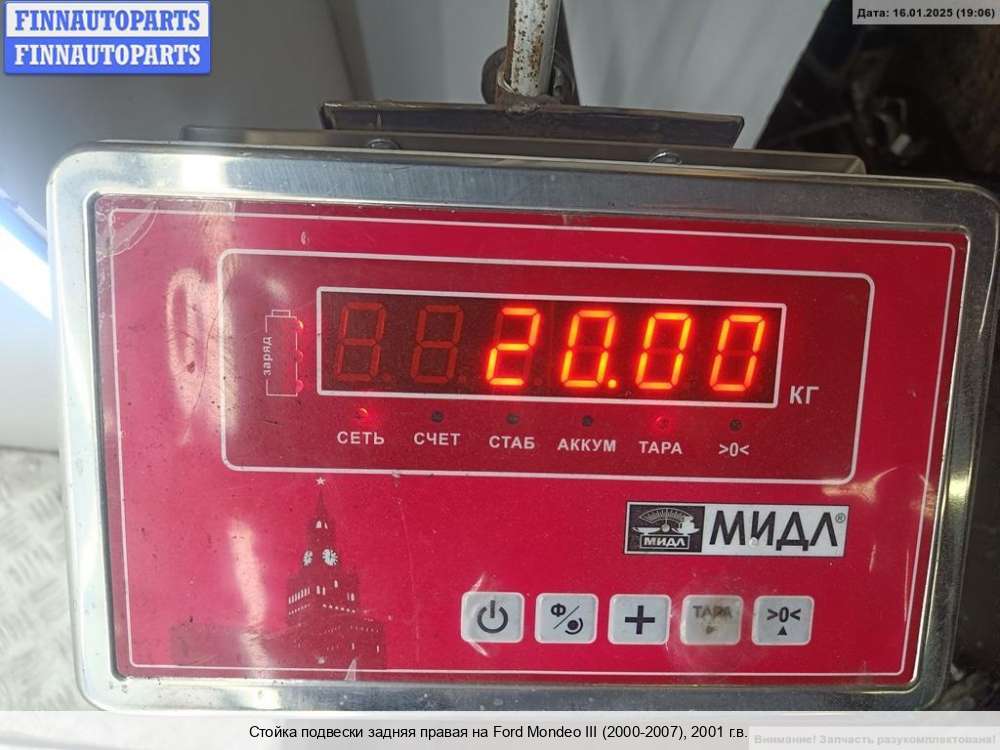 FINNAUTOPARTS
FINNAUTOPARTS
Дата: 16.01.2025 (19:06)
заряд
20.00
КГ
СЕТЬ СЧЕТ СТАБ АККУМ ТАРА >0<
МИДЛ МИДЛ®
Ф/ + ТАРА >0<
Стойка подвески задняя правая на Ford Mondeo III (2000-2007), 2001 г.в.
Внимание! Запчасть разукомплектована!